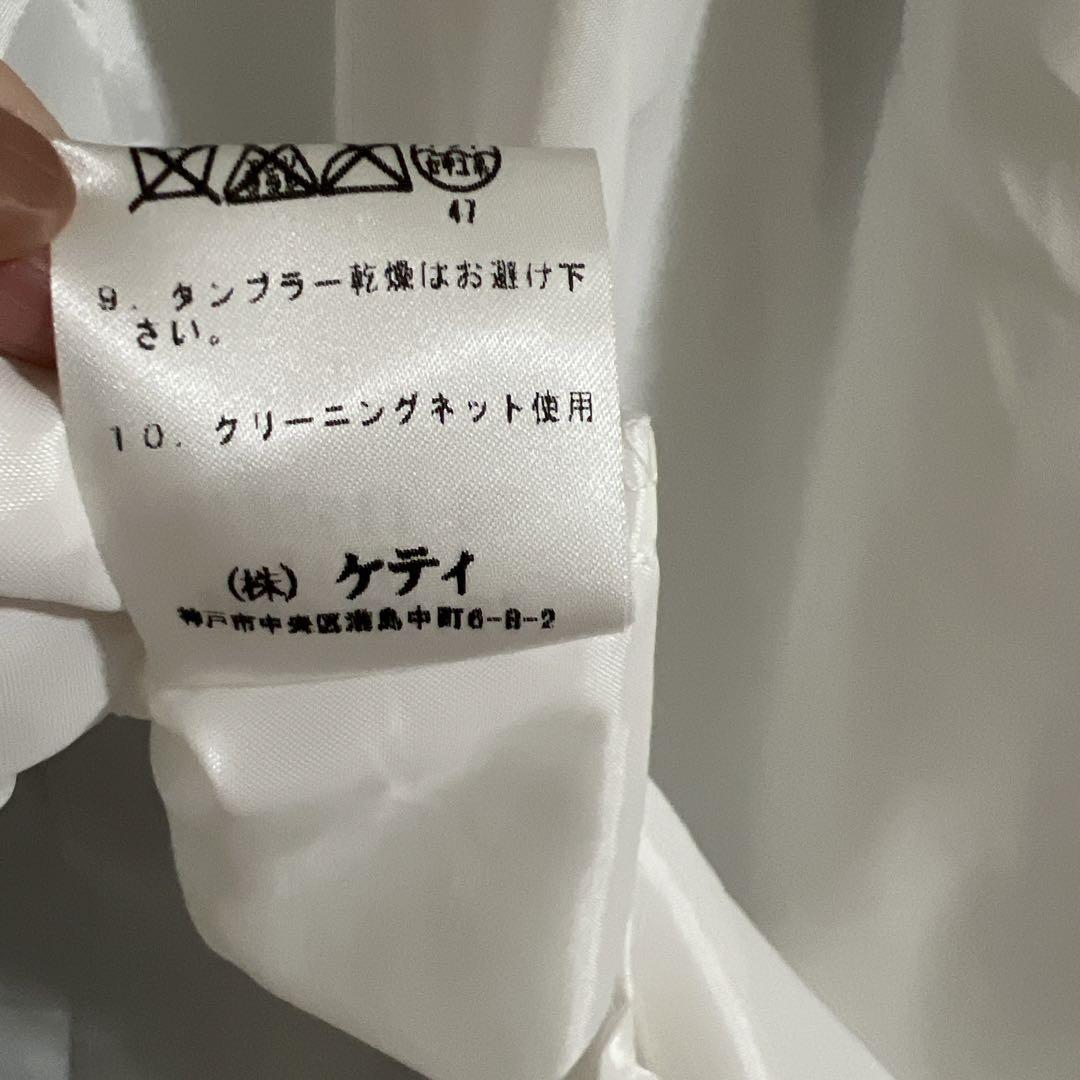 47
9. タンブラー乾燥はお避け下
さい。
10. クリーニングネット使用
(株) ケティ
神戸市中央区港島中町6-8-2